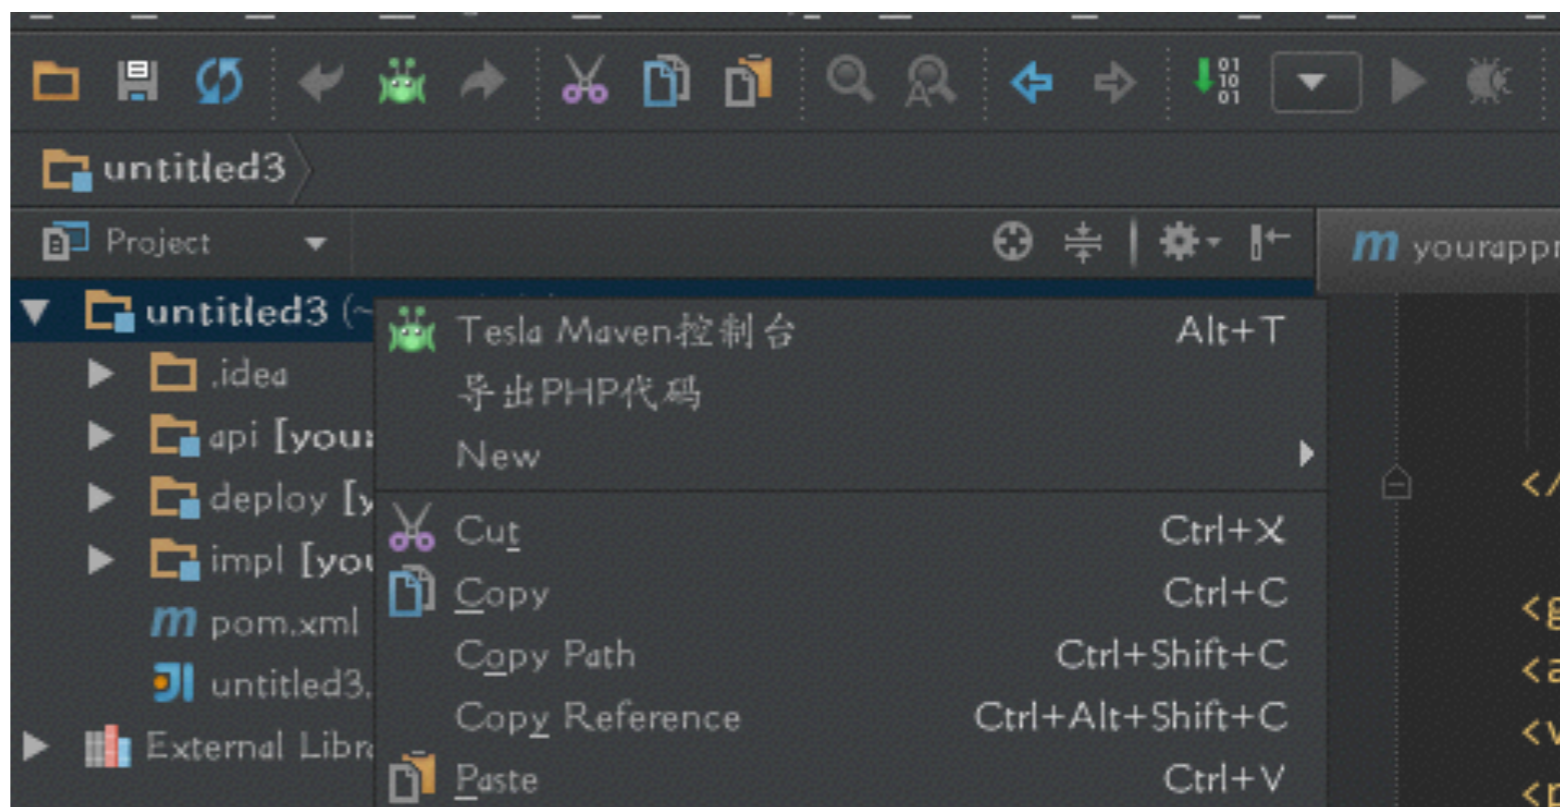 untitled3
Project
m yourapp
untitled3 (~
.idea
api [you
deploy [y
impl [you
m pom.xml
untitled3.
External Libr
Tesla Maven控制台 Alt+T
导出PHP代码
New
Cut Ctrl+X
Copy Ctrl+C
Copy Path Ctrl+Shift+C
Copy Reference Ctrl+Alt+Shift+C
Paste Ctrl+V
</
<g
<a
<v
<p